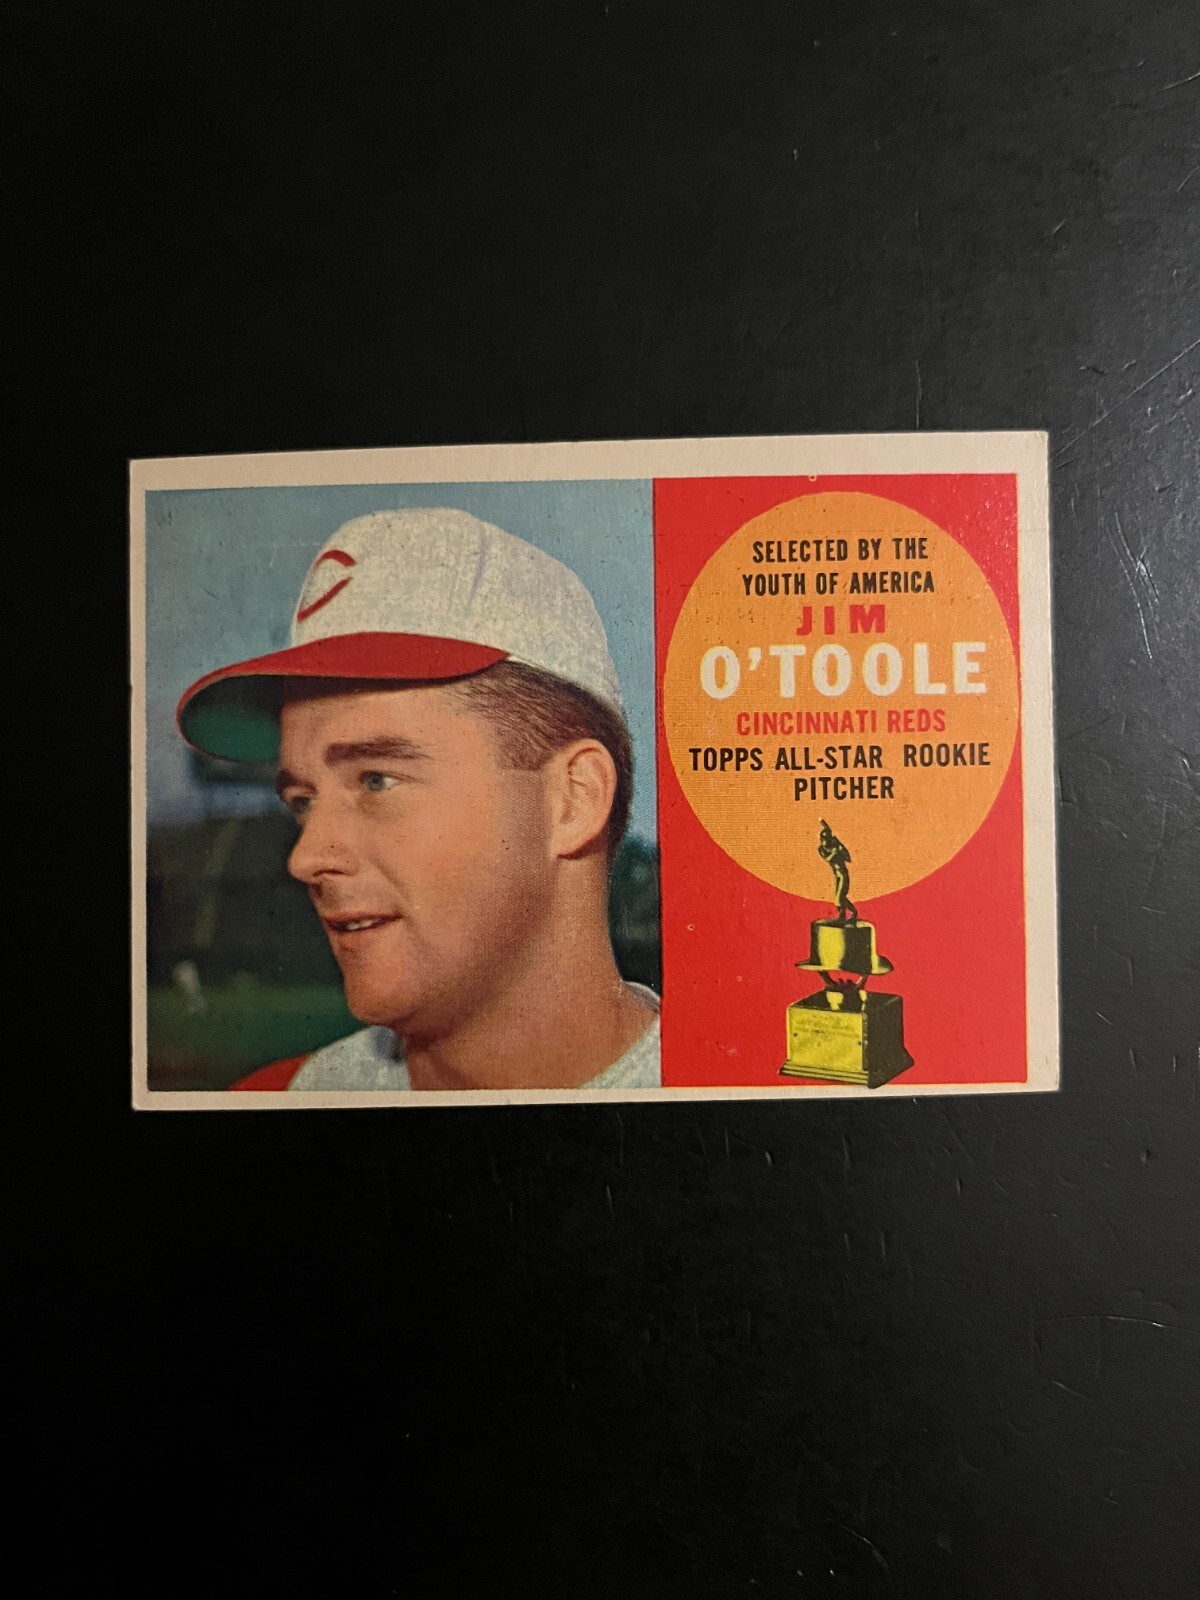 SELECTED BY THE
YOUTH OF AMERICA
JIM
O'TOOLE
CINCINNATI REDS
TOPPS ALL-STAR ROOKIE
PITCHER
C